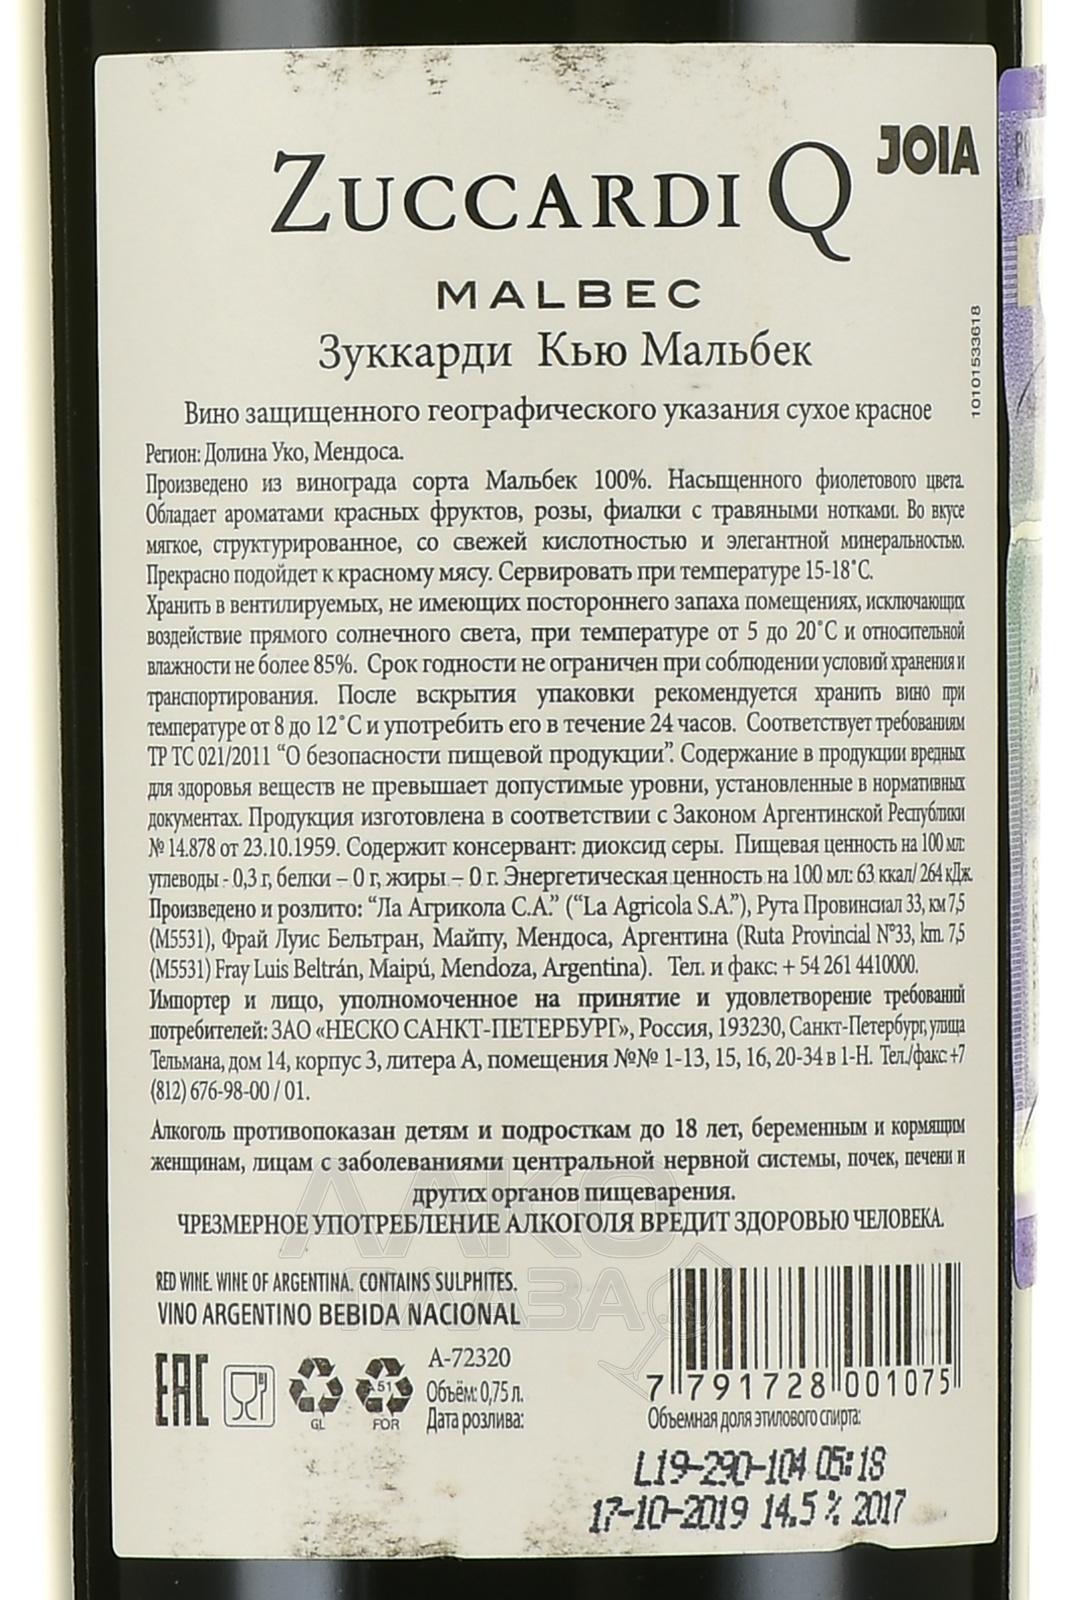 ZUCCARDI Q
JOIA
MALBEC
Зуккарди Кью Мальбек
10101533618
Вино защищенного географического указания сухое красное
Регион: Долина Уко, Мендоса.
Произведено из винограда сорта Мальбек 100%. Насыщенного фиолетового цвета.
Обладает ароматами красных фруктов, розы, фиалки с травяными нотками. Во вкусе
мягкое, структурированное, со свежей кислотностью и элегантной минеральностью.
Прекрасно подойдет к красному мясу. Сервировать при температуре 15-18˚С.
Хранить в вентилируемых, не имеющих постороннего запаха помещениях, исключающих
воздействие прямого солнечного света, при температуре от 5 до 20˚С и относительной
влажности не более 85%. Срок годности не ограничен при соблюдении условий хранения и
транспортирования. После вскрытия упаковки рекомендуется хранить вино при
температуре от 8 до 12˚С и употребить его в течение 24 часов. Соответствует требованиям
ТР ТС 021/2011 “О безопасности пищевой продукции”. Содержание в продукции вредных
для здоровья веществ не превышает допустимые уровни, установленные в нормативных
документах. Продукция изготовлена в соответствии с Законом Аргентинской Республики
№ 14.878 от 23.10.1959. Содержит консервант: диоксид серы. Пищевая ценность на 100 мл:
углеводы - 0,3 г, белки – 0 г, жиры – 0 г. Энергетическая ценность на 100 мл: 63 ккал/ 264 кДж.
Произведено и розлито: “Ла Агрикола С.А.” (“La Agricola S.A.”), Рута Провинсиал 33, км 7,5
(M5531), Фрай Луис Бельтран, Майпу, Мендоса, Аргентина (Ruta Provincial N°33, km. 7,5
(M5531) Fray Luis Beltrán, Maipú, Mendoza, Argentina). Тел. и факс: + 54 261 4410000.
Импортер и лицо, уполномоченное на принятие и удовлетворение требований
потребителей: ЗАО «НЕСКО САНКТ-ПЕТЕРБУРГ», Россия, 193230, Санкт-Петербург, улица
Тельмана, дом 14, корпус 3, литера А, помещения №№ 1-13, 15, 16, 20-34 в 1-Н. Тел./факс: +7
(812) 676-98-00 / 01.
Алкоголь противопоказан детям и подросткам до 18 лет, беременным и кормящим
женщинам, лицам с заболеваниями центральной нервной системы, почек, печени и
других органов пищеварения.
ЧРЕЗМЕРНОЕ УПОТРЕБЛЕНИЕ АЛКОГОЛЯ ВРЕДИТ ЗДОРОВЬЮ ЧЕЛОВЕКА.
АЛКО
ПЛАЗА
RED WINE. WINE OF ARGENTINA. CONTAINS SULPHITES.
VINO ARGENTINO BEBIDA NACIONAL
EAC
GL
51
FOR
A-72320
Объём: 0,75 л.
Дата розлива:
7 791728 001075
Объемная доля этилового спирта:
L19-290-104 05:18
17-10-2019 14.5 % 2017